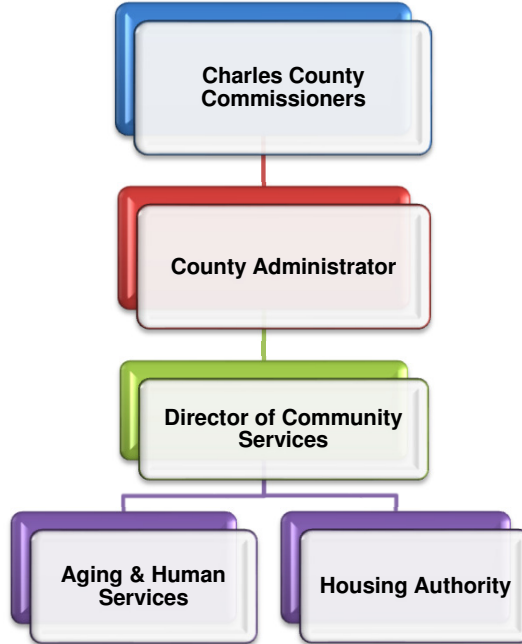 Charles County
Commissioners
County Administrator
Director of Community
Services
Aging & Human
Services
Housing Authority